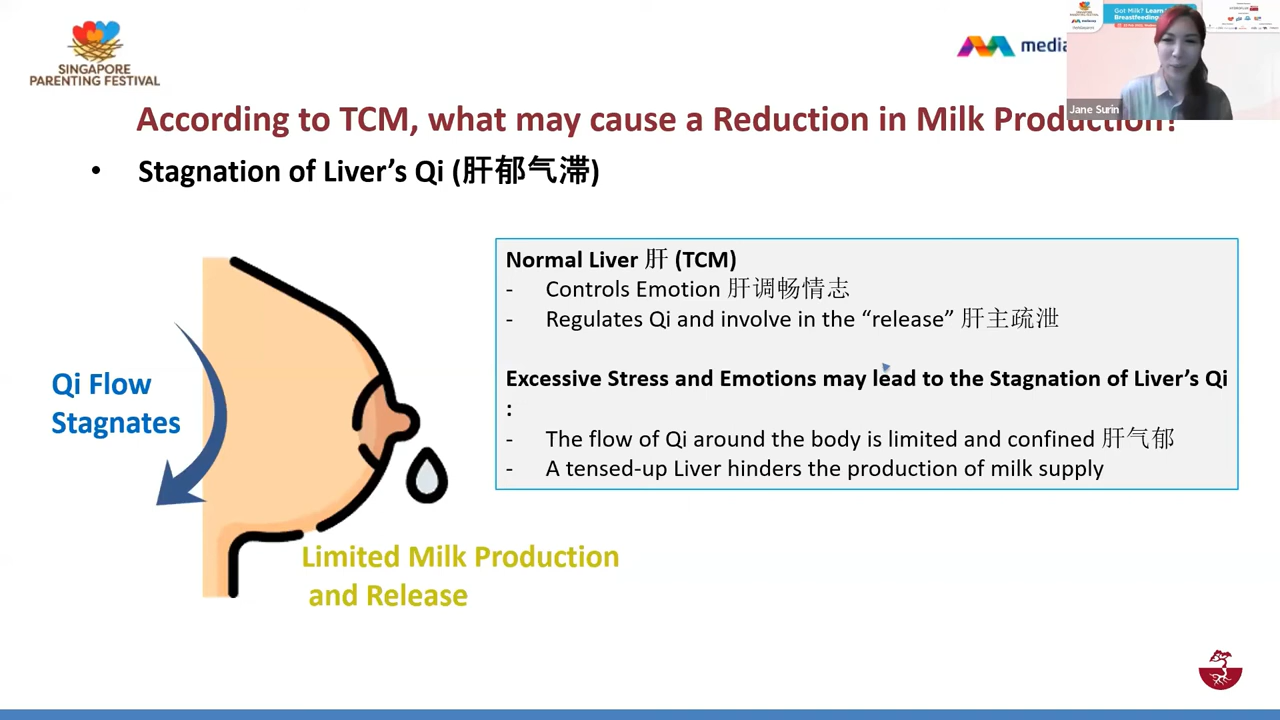 SINGAPORE
PARENTING FESTIVAL
Got Milk? Learn
Breastfeeding
Jane Surin
According to TCM, what may cause a Reduction in Milk Production?
• Stagnation of Liver’s Qi (肝郁气滞)
Normal Liver 肝 (TCM)
- Controls Emotion 肝调畅情志
- Regulates Qi and involve in the “release” 肝主疏泄
Excessive Stress and Emotions may lead to the Stagnation of Liver’s Qi
:
- The flow of Qi around the body is limited and confined 肝气郁
- A tensed-up Liver hinders the production of milk supply
Qi Flow
Stagnates
Limited Milk Production
and Release